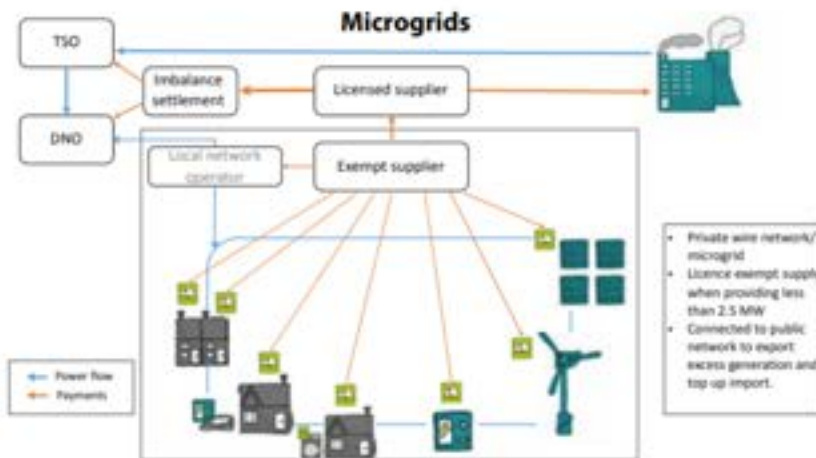 Microgrids
TSO
Imbalance
settlement
Licensed supplier
DNO
Local network
operator
Exempt supplier
Private wire network/
microgrid
Licence exempt supply
when providing less
than 2.5 MW
Connected to public
network to export
excess generation and
top up import.
Power flow
Payments